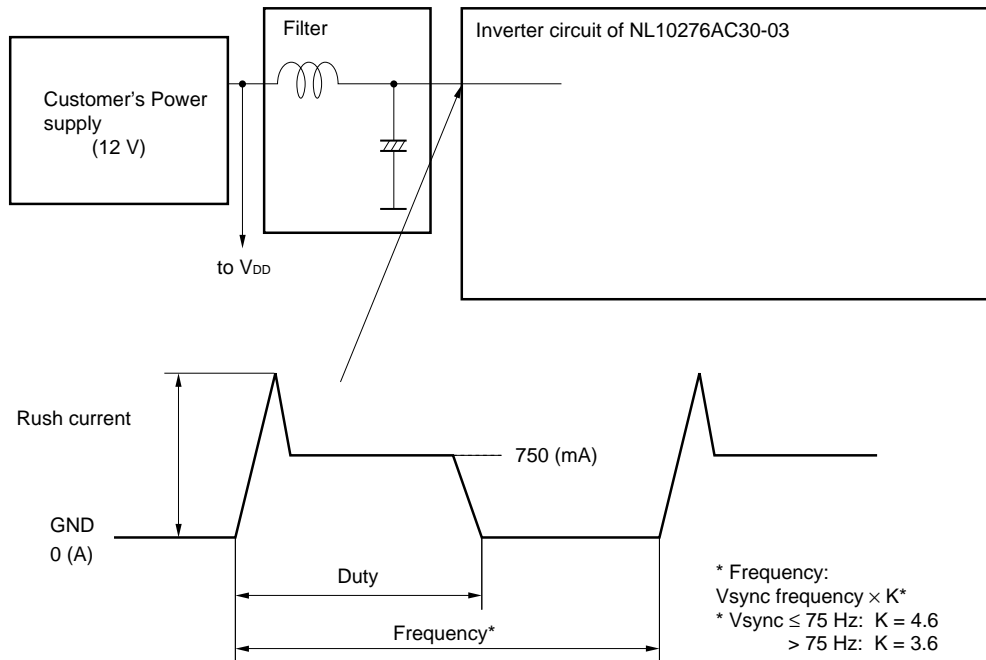 Filter
Inverter circuit of NL10276AC30-03
Customer's Power
supply
(12 V)
to VDD
Rush current
750 (mA)
GND
0 (A)
Duty
Frequency*
* Frequency:
Vsync frequency × K*
* Vsync ≤ 75 Hz: K = 4.6
> 75 Hz: K = 3.6